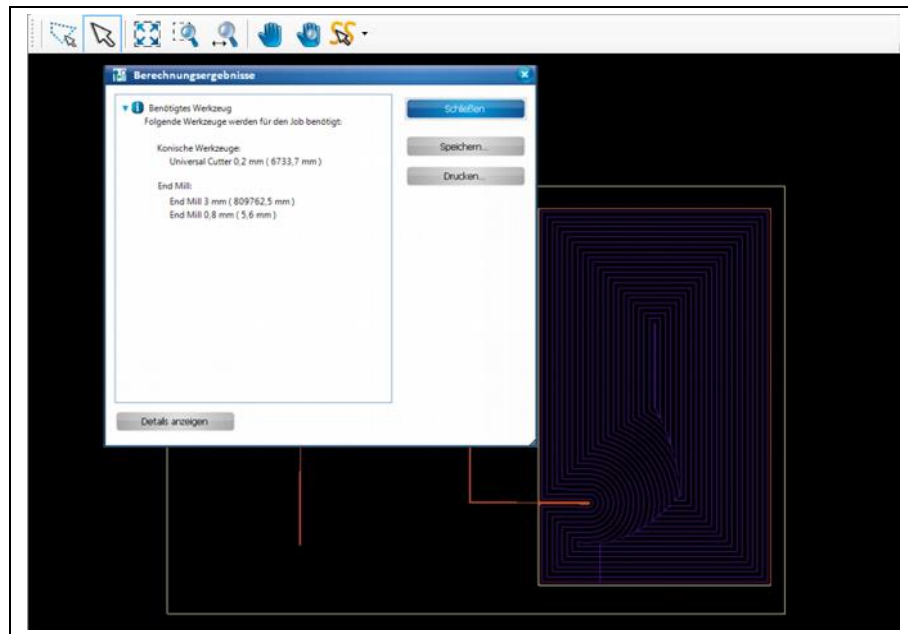 Berechnungsergebnisse
Benötigtes Werkzeug
Folgende Werkzeuge werden für den Job benötigt:
Konische Werkzeuge:
Universal Cutter 0,2 mm ( 6733,7 mm )
End Mill:
End Mill 3 mm ( 809762,5 mm )
End Mill 0,8 mm ( 5,6 mm )
Schließen
Speichern...
Drucken...
Details anzeigen